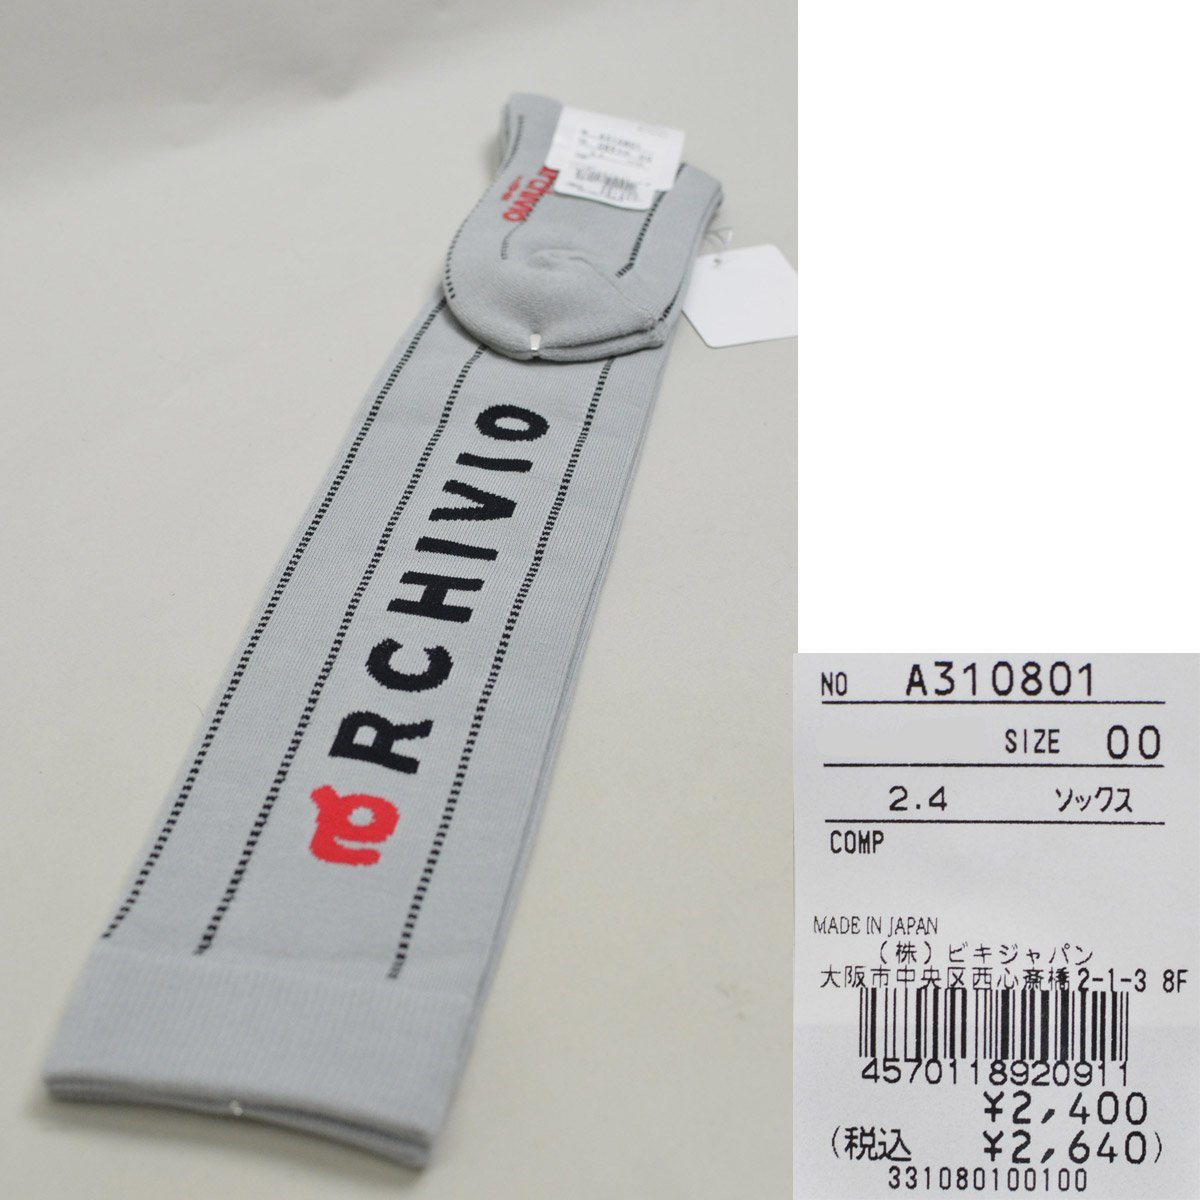 archivio
A310801
ARCHIVIO
NO A310801
SIZE 00
2.4 ソックス
COMP
MADE IN JAPAN
(株)ビキジャパン
大阪市中央区西心斎橋2-1-3 8F
4570118920911
¥2,400
(税込 ¥2,640)
331080100100